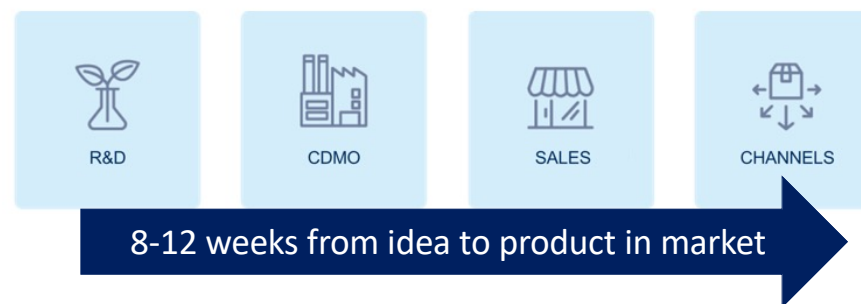 R&D
CDMO
SALES
CHANNELS
8-12 weeks from idea to product in market